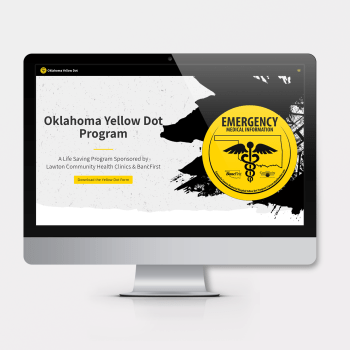 Oklahoma Yellow Dot
Oklahoma Yellow Dot
Program
A Life Saving Program Sponsored by -
Lawton Community Health Clinics & BancFirst
Download the Yellow Dot Form
EMERGENCY
MEDICAL INFORMATION
BancFirst